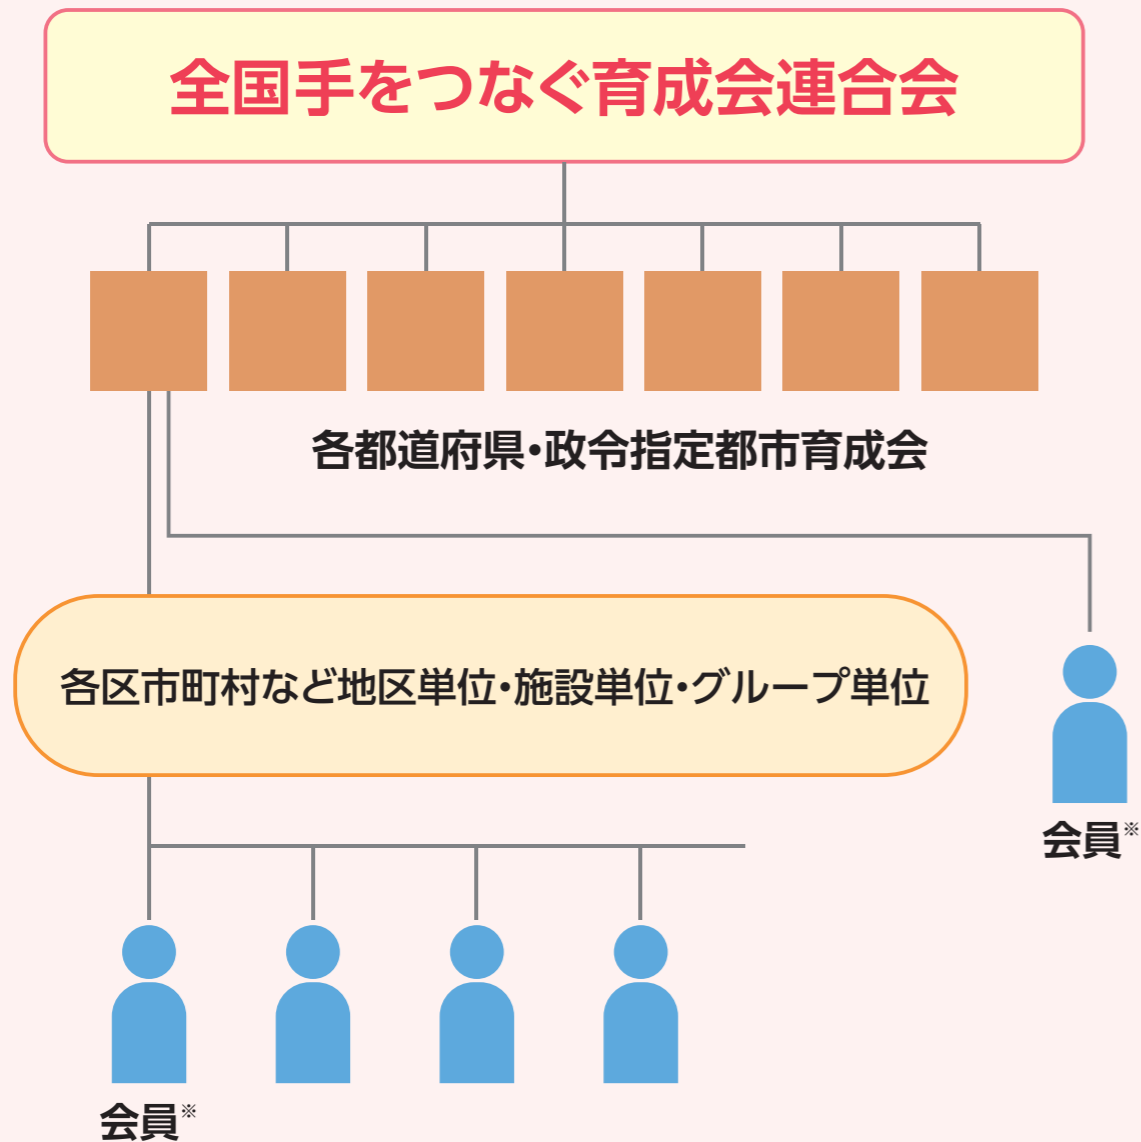 全国手をつなぐ育成会連合会
各都道府県・政令指定都市育成会
各区市町村など地区単位・施設単位・グループ単位
会員※
会員※